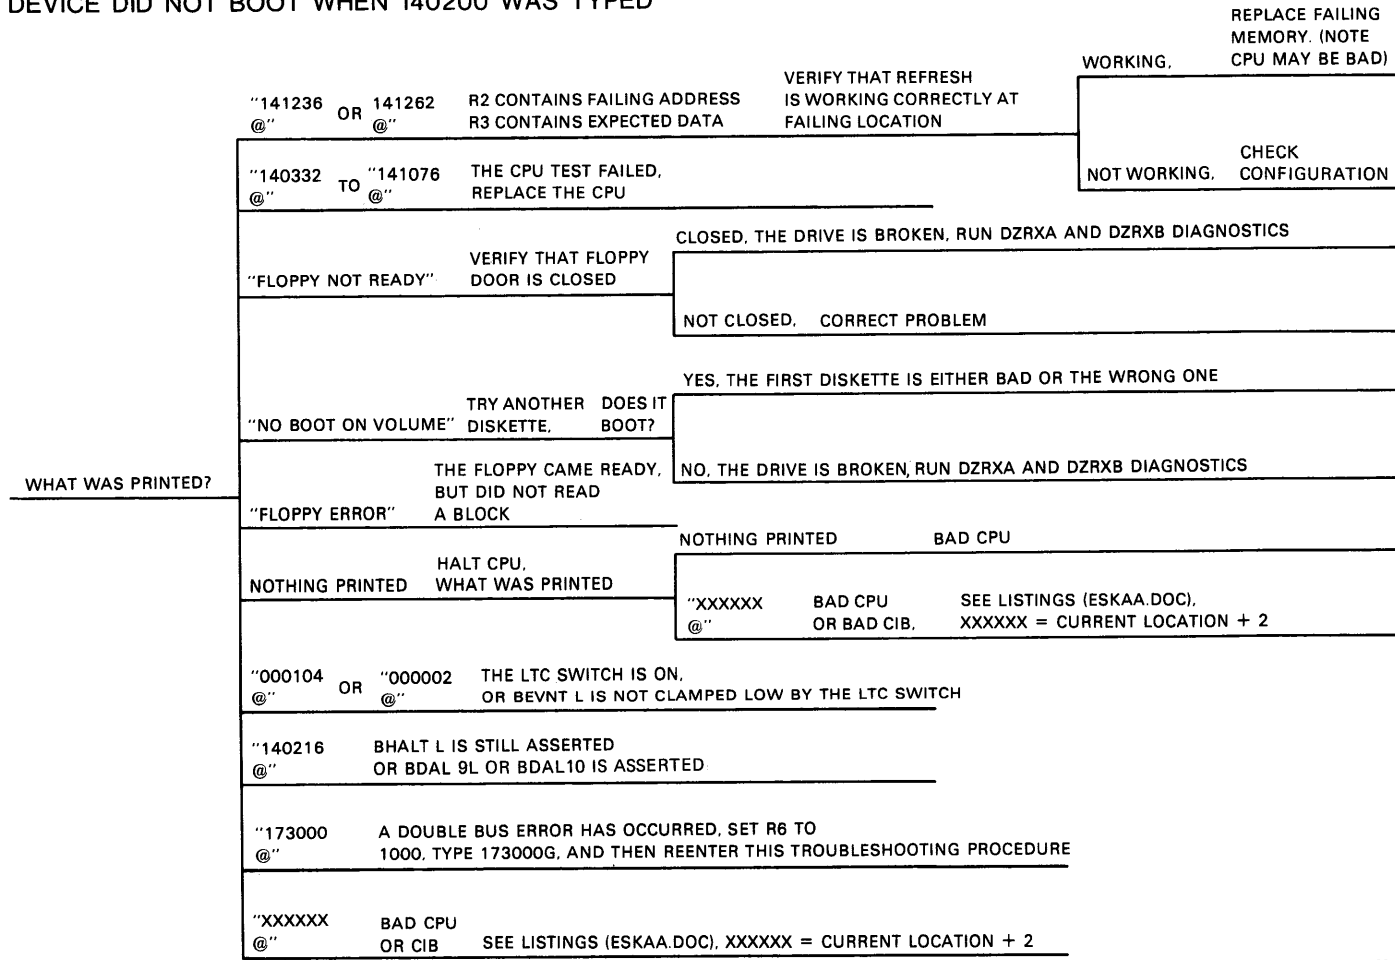 DEVICE DID NOT BOOT WHEN 140200 WAS TYPED
REPLACE FAILING
MEMORY. (NOTE
WORKING, CPU MAY BE BAD)
VERIFY THAT REFRESH
"141236 OR 141262 R2 CONTAINS FAILING ADDRESS IS WORKING CORRECTLY AT
@" @" R3 CONTAINS EXPECTED DATA FAILING LOCATION
CHECK
NOT WORKING, CONFIGURATION
"140332 TO "141076 THE CPU TEST FAILED,
@" @" REPLACE THE CPU
CLOSED, THE DRIVE IS BROKEN, RUN DZRXA AND DZRXB DIAGNOSTICS
VERIFY THAT FLOPPY
"FLOPPY NOT READY" DOOR IS CLOSED
NOT CLOSED, CORRECT PROBLEM
YES, THE FIRST DISKETTE IS EITHER BAD OR THE WRONG ONE
TRY ANOTHER DOES IT
"NO BOOT ON VOLUME" DISKETTE, BOOT?
NO, THE DRIVE IS BROKEN, RUN DZRXA AND DZRXB DIAGNOSTICS
WHAT WAS PRINTED?
THE FLOPPY CAME READY,
BUT DID NOT READ
"FLOPPY ERROR" A BLOCK
NOTHING PRINTED BAD CPU
HALT CPU,
NOTHING PRINTED WHAT WAS PRINTED
"XXXXXX BAD CPU SEE LISTINGS (ESKAA.DOC),
@" OR BAD CIB, XXXXXX = CURRENT LOCATION + 2
"000104 OR "000002 THE LTC SWITCH IS ON,
@" @" OR BEVNT L IS NOT CLAMPED LOW BY THE LTC SWITCH
"140216 BHALT L IS STILL ASSERTED
@" OR BDAL 9L OR BDAL10 IS ASSERTED
"173000 A DOUBLE BUS ERROR HAS OCCURRED, SET R6 TO
@" 1000, TYPE 173000G, AND THEN REENTER THIS TROUBLESHOOTING PROCEDURE
"XXXXXX BAD CPU
@" OR CIB SEE LISTINGS (ESKAA.DOC), XXXXXX = CURRENT LOCATION + 2